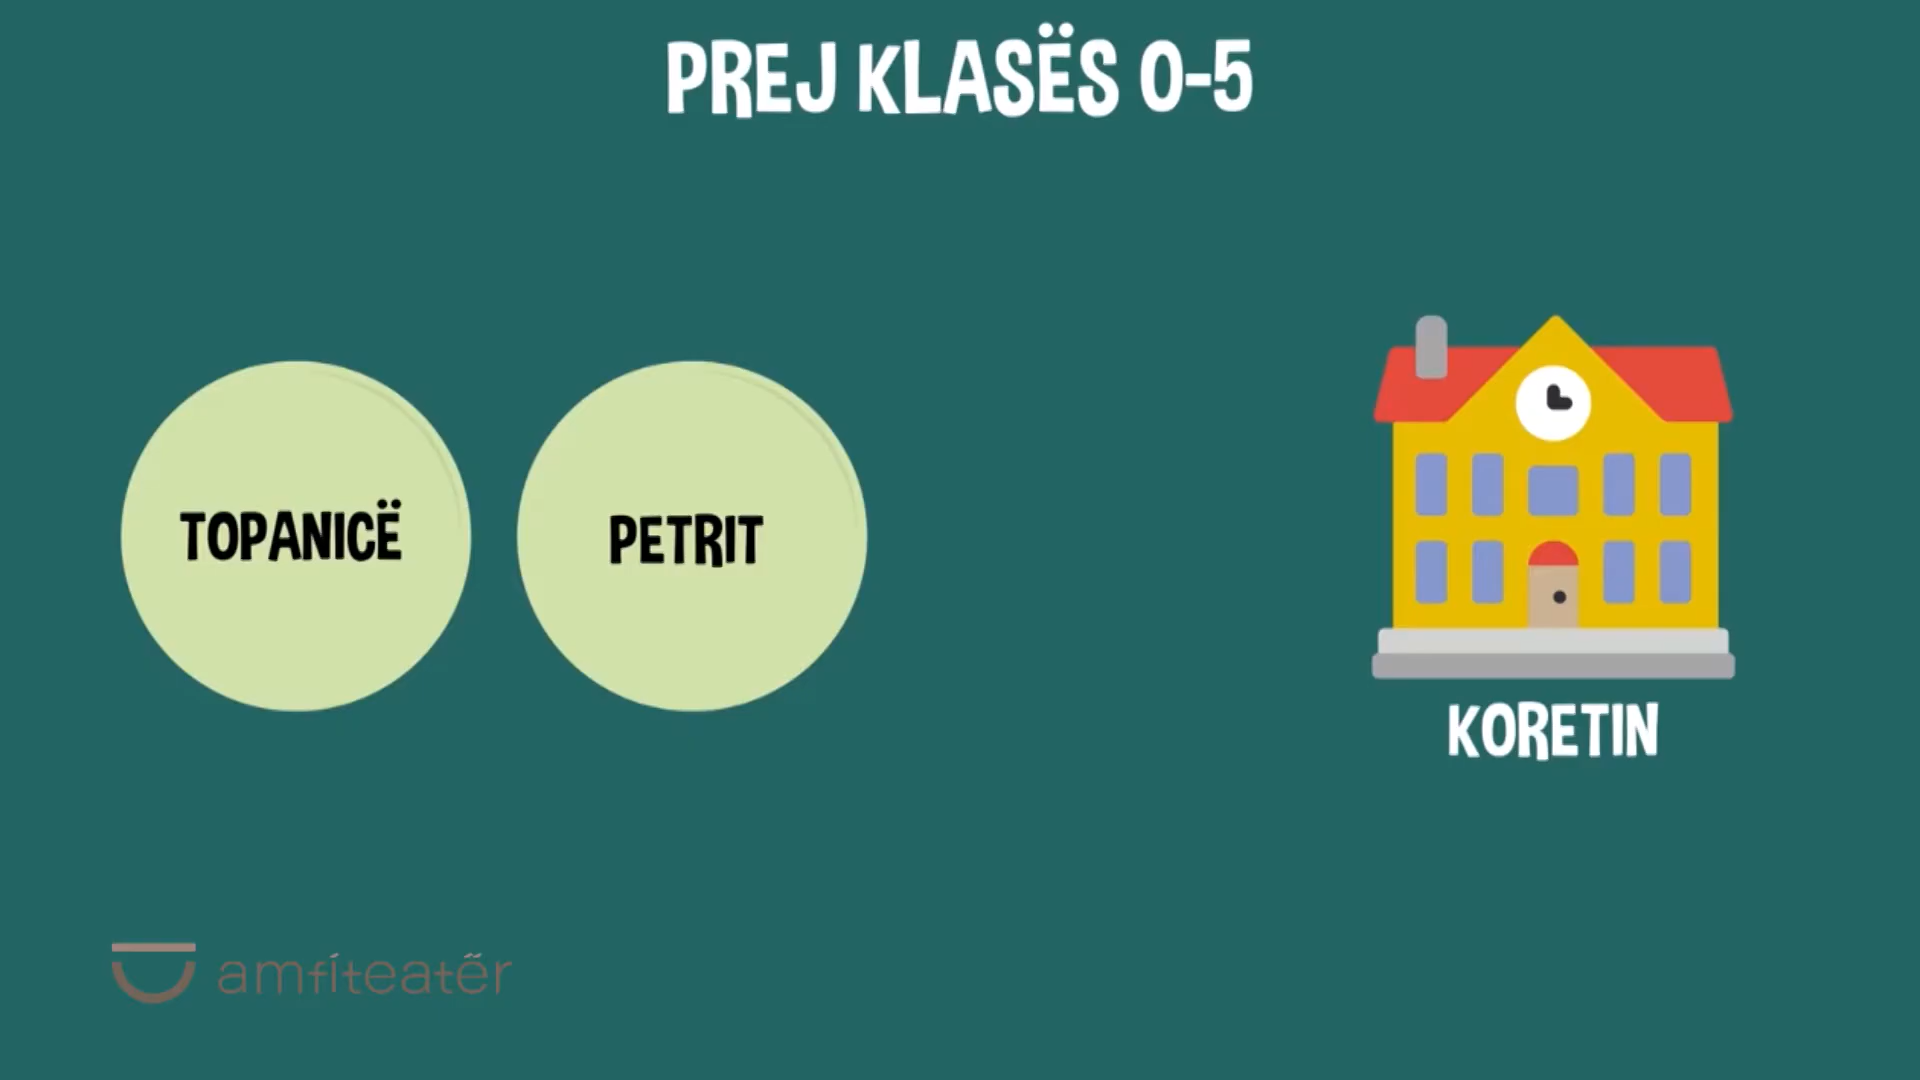 PREJ KLASËS 0-5
TOPANICË
PETRIT
KORETIN
amfiteatër